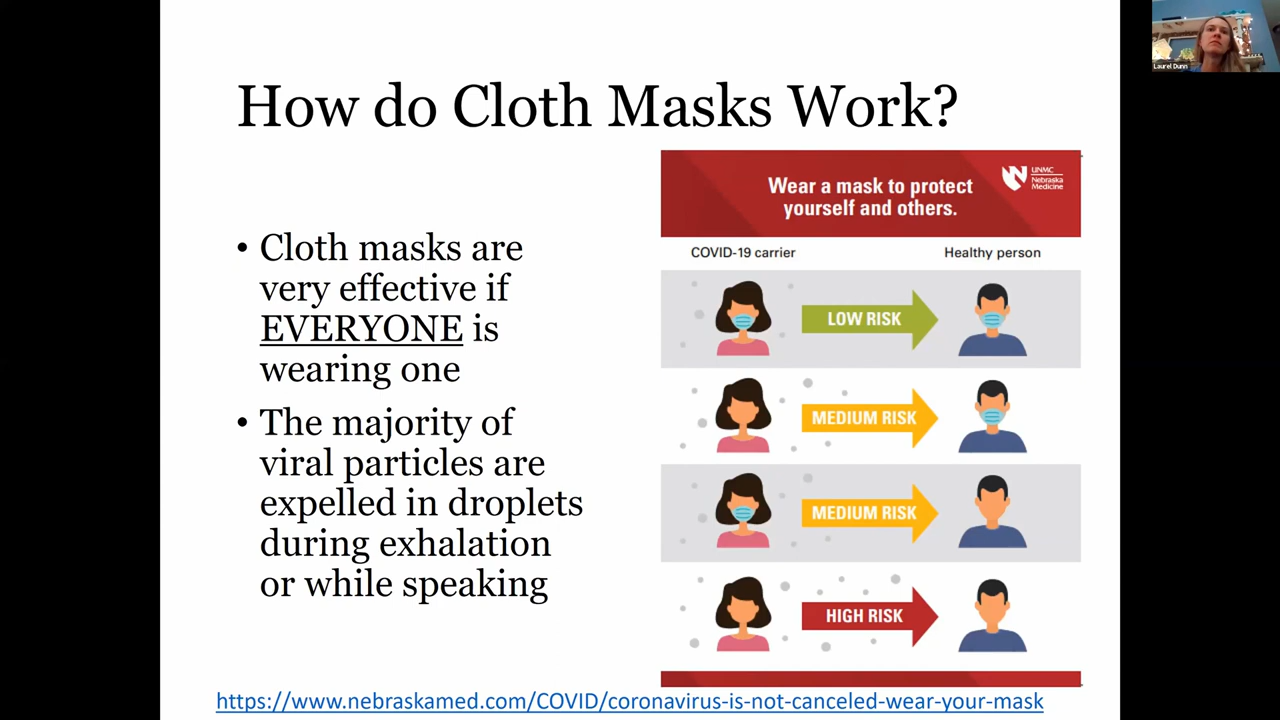 Laurel Dunn
How do Cloth Masks Work?
• Cloth masks are
very effective if
EVERYONE is
wearing one
• The majority of
viral particles are
expelled in droplets
during exhalation
or while speaking
Wear a mask to protect
yourself and others.
UNMC
Nebraska
Medicine
COVID-19 carrier
Healthy person
LOW RISK
MEDIUM RISK
MEDIUM RISK
HIGH RISK
https://www.nebraskamed.com/COVID/coronavirus-is-not-canceled-wear-your-mask